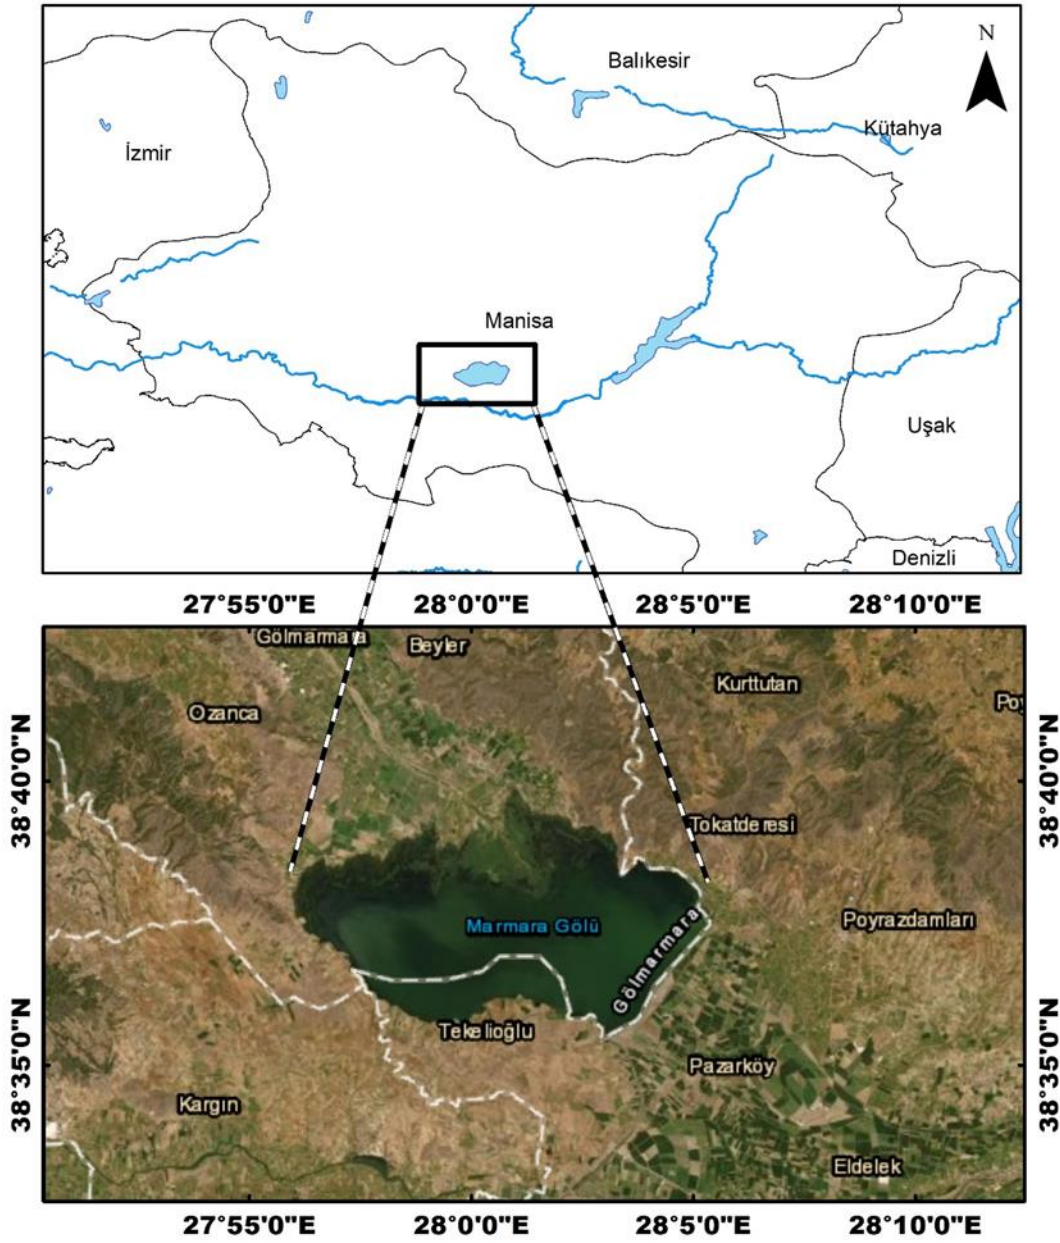 N
Balıkesir
Kütahya
İzmir
Manisa
Uşak
Denizli
27°55'0"E 28°0'0"E 28°5'0"E 28°10'0"E
Gölmarmara
Beyler
Kurttutan
Poy
Ozanca
38°40'0"N
38°40'0"N
Tokatderesi
Marmara Gölü
Poyrazdamları
Gölmarmara
Tekelioğlu
38°35'0"N
38°35'0"N
Pazarköy
Kargın
Eldelek
27°55'0"E 28°0'0"E 28°5'0"E 28°10'0"E